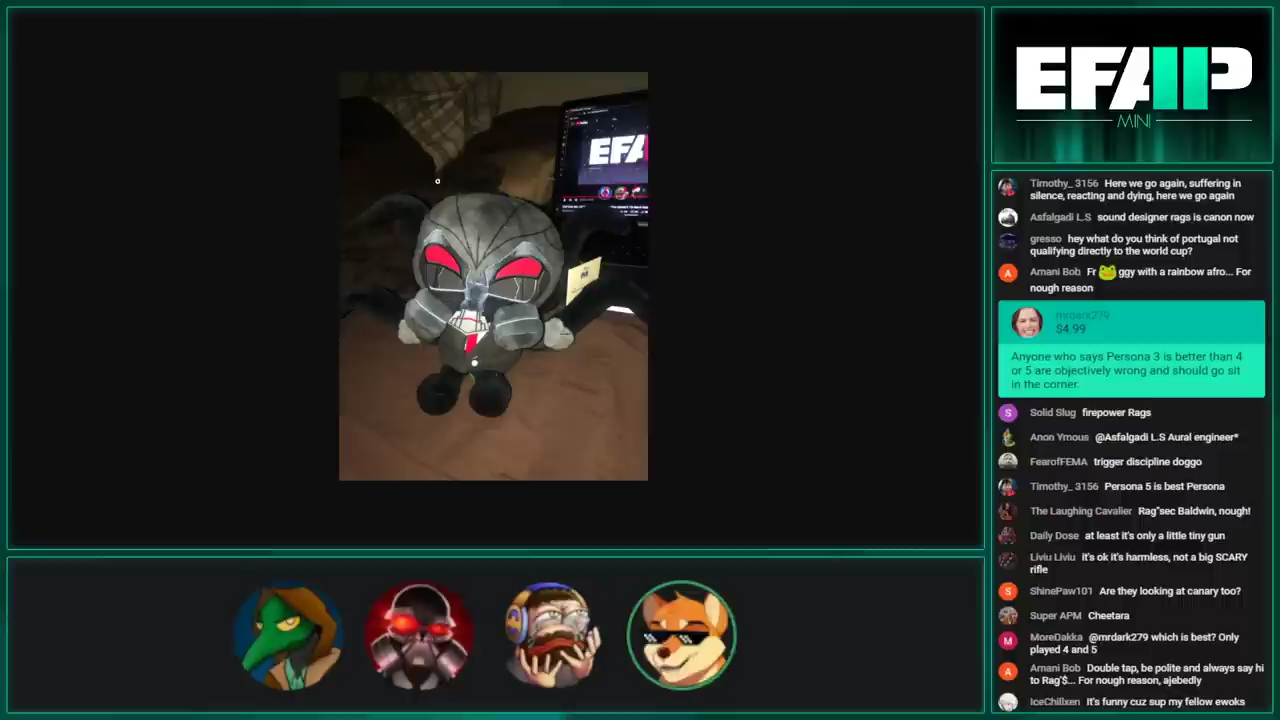 EFAP
MINI
EFA
Timothy_ 3156 Here we go again, suffering in
silence, reacting and dying, here we go again
Asfalgadi L.S sound designer rags is canon now
gresso hey what do you think of portugal not
qualifying directly to the world cup?
Amani Bob Fr🐸ggy with a rainbow afro... For
nough reason
mrdark279
$4.99
Anyone who says Persona 3 is better than 4
or 5 are objectively wrong and should go sit
in the corner.
S Solid Slug firepower Rags
Anon Ymous @Asfalgadi L.S Aural engineer*
FearofFEMA trigger discipline doggo
Timothy_ 3156 Persona 5 is best Persona
The Laughing Cavalier Rag"sec Baldwin, nough!
Daily Dose at least it's only a little tiny gun
Liviu Liviu it's ok it's harmless, not a big SCARY
rifle
S ShinePaw101 Are they looking at canary too?
Super APM Cheetara
M MoreDakka @mrdark279 which is best? Only
played 4 and 5
A Amani Bob Double tap, be polite and always say hi
to Rag'$... For nough reason, ajebedly
IceChillxen It's funny cuz sup my fellow ewoks